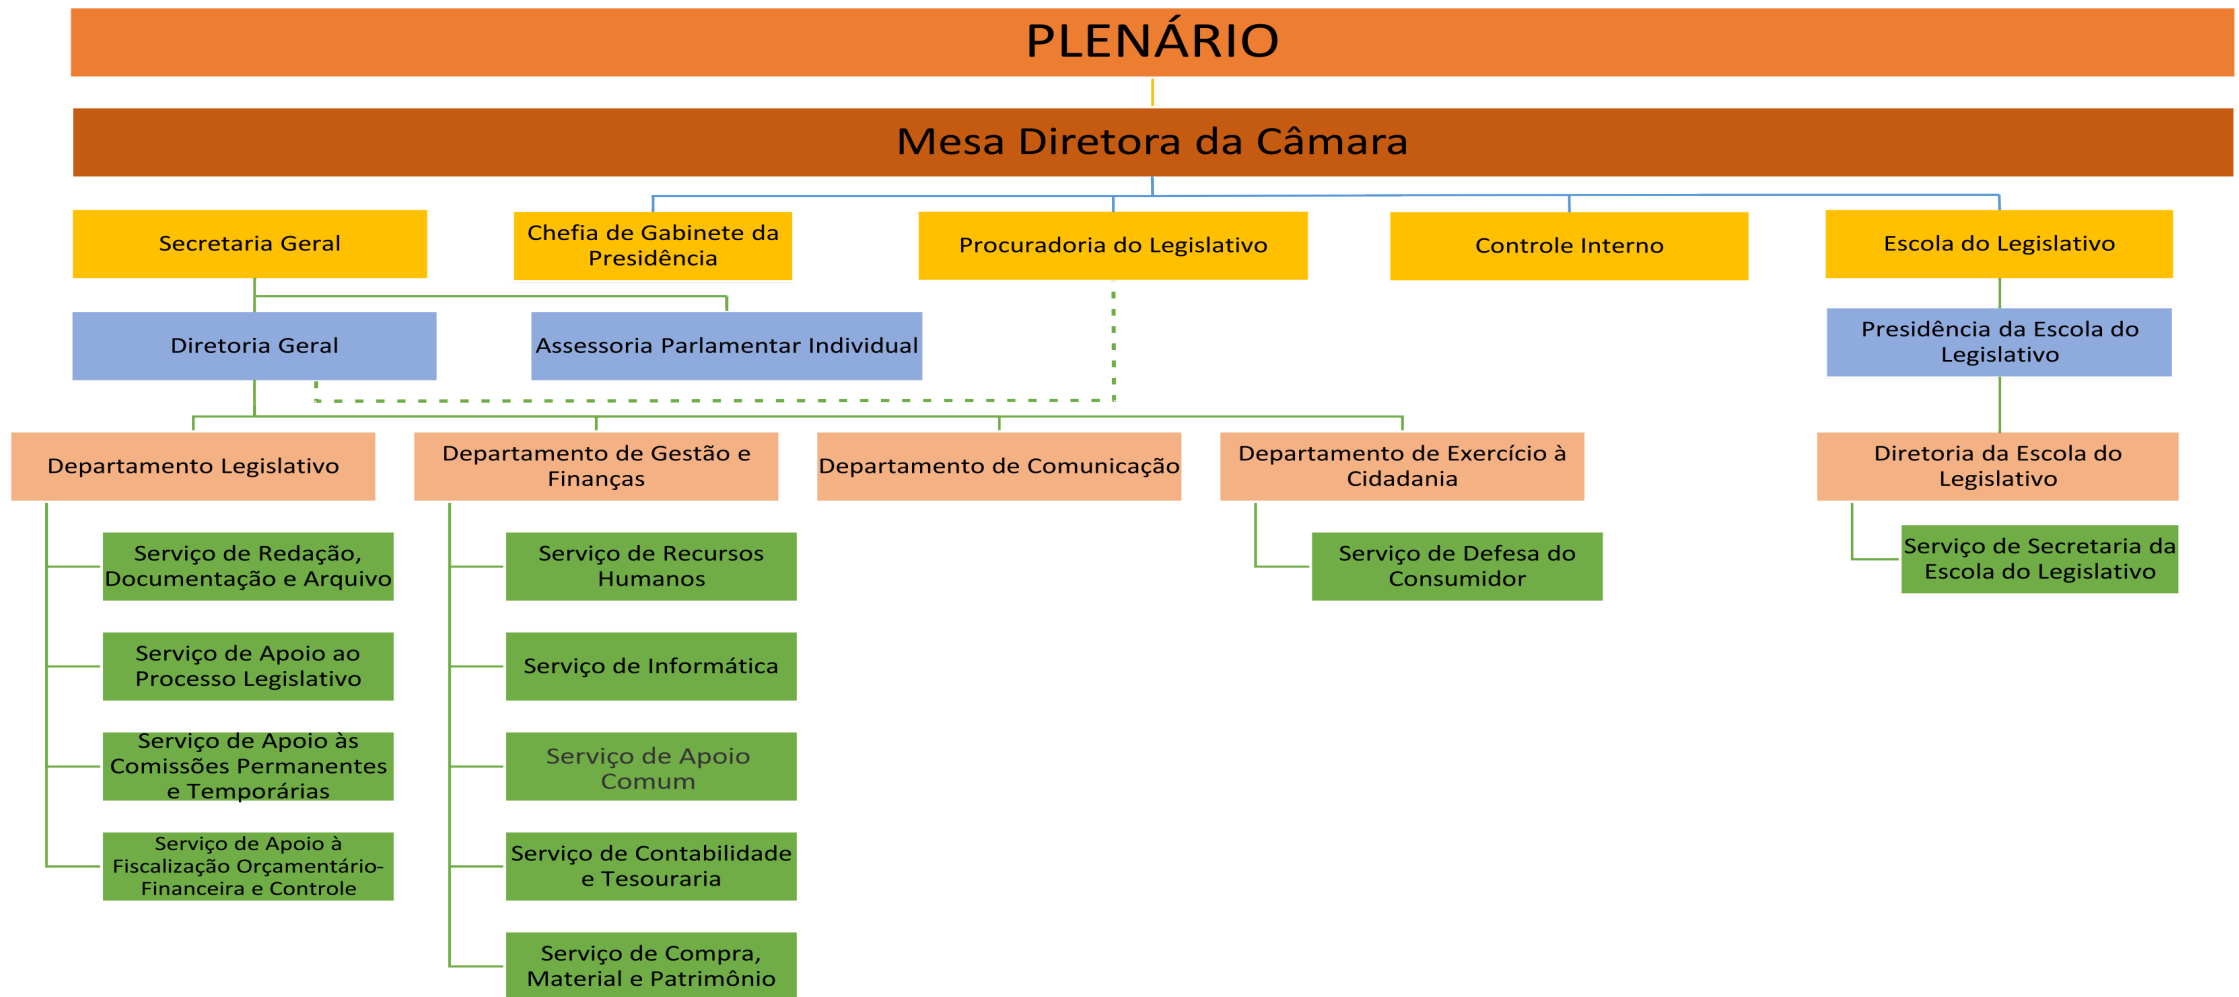 PLENÁRIO
Mesa Diretora da Câmara
Secretaria Geral
Chefia de Gabinete da
Presidência
Procuradoria do Legislativo
Controle Interno
Escola do Legislativo
Diretoria Geral
Assessoria Parlamentar Individual
Presidência da Escola do
Legislativo
Departamento Legislativo
Departamento de Gestão e
Finanças
Departamento de Comunicação
Departamento de Exercício à
Cidadania
Diretoria da Escola do
Legislativo
Serviço de Redação,
Documentação e Arquivo
Serviço de Apoio ao
Processo Legislativo
Serviço de Apoio às
Comissões Permanentes
e Temporárias
Serviço de Apoio à
Fiscalização Orçamentário-
Financeira e Controle
Serviço de Recursos
Humanos
Serviço de Informática
Serviço de Apoio
Comum
Serviço de Contabilidade
e Tesouraria
Serviço de Compra,
Material e Patrimônio
Serviço de Defesa do
Consumidor
Serviço de Secretaria da
Escola do Legislativo